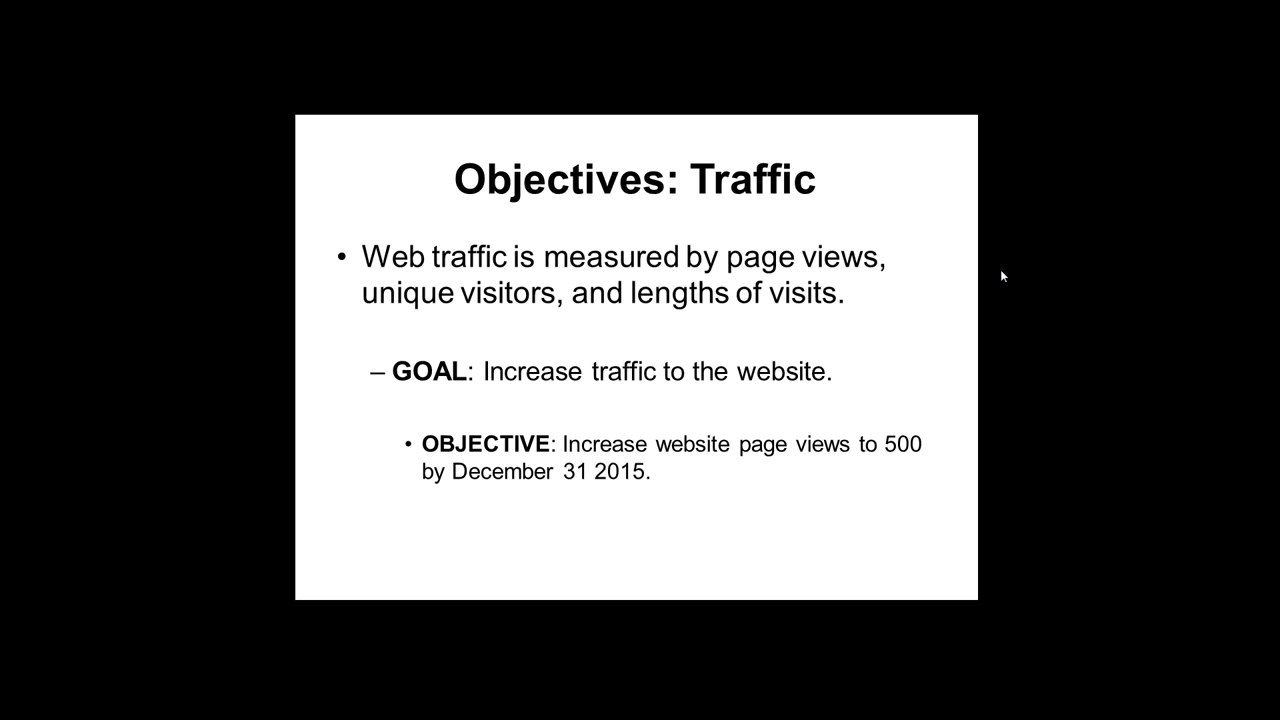 Objectives: Traffic
• Web traffic is measured by page views,
unique visitors, and lengths of visits.
– GOAL: Increase traffic to the website.
• OBJECTIVE: Increase website page views to 500
by December 31 2015.